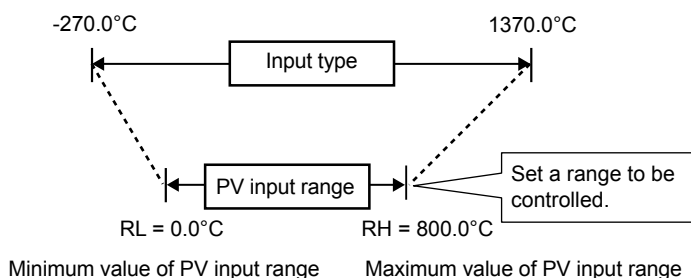 -270.0°C 1370.0°C
Input type
PV input range
Set a range to be
controlled.
RL = 0.0°C RH = 800.0°C
Minimum value of PV input range Maximum value of PV input range